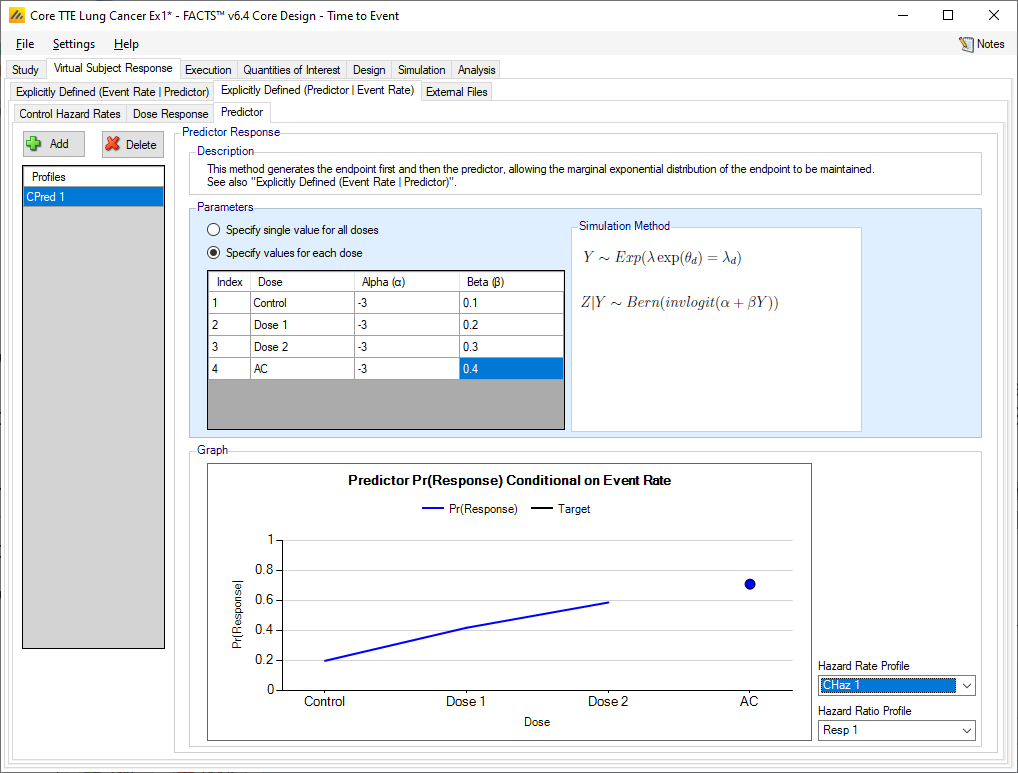 Core TTE Lung Cancer Ex1* - FACTS™ v6.4 Core Design - Time to Event
File Settings Help Notes
Study Virtual Subject Response Execution Quantities of Interest Design Simulation Analysis
Explicitly Defined (Event Rate | Predictor) Explicitly Defined (Predictor | Event Rate) External Files
Control Hazard Rates Dose Response Predictor
Add Delete
Profiles
CPred 1
Predictor Response
Description
This method generates the endpoint first and then the predictor, allowing the marginal exponential distribution of the endpoint to be maintained.
See also "Explicitly Defined (Event Rate | Predictor)".
Parameters
Specify single value for all doses
Specify values for each dose
Index Dose Alpha (α) Beta (β)
1 Control -3 0.1
2 Dose 1 -3 0.2
3 Dose 2 -3 0.3
4 AC -3 0.4
Simulation Method
Y ~ Exp(λ exp(θ_d) = λ_d)
Z|Y ~ Bern(invlogit(α + βY))
Graph
Predictor Pr(Response) Conditional on Event Rate
Pr(Response) Target
1
0.8
0.6
0.4
0.2
0
Pr(Response|
Control Dose 1 Dose 2 AC
Dose
Hazard Rate Profile
CHaz 1
Hazard Ratio Profile
Resp 1